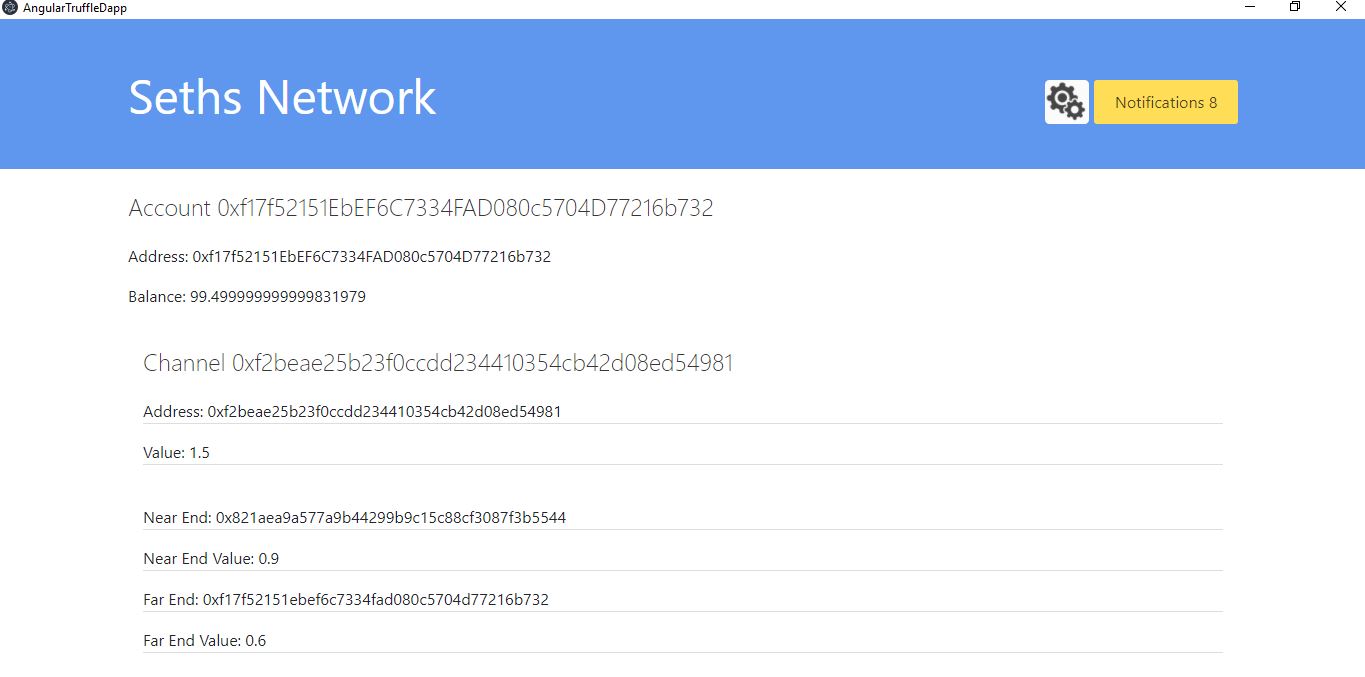 AngularTruffleDapp
Seths Network
Notifications 8
Account 0xf17f52151EbEF6C7334FAD080c5704D77216b732
Address: 0xf17f52151EbEF6C7334FAD080c5704D77216b732
Balance: 99.499999999999831979
Channel 0xf2beae25b23f0ccdd234410354cb42d08ed54981
Address: 0xf2beae25b23f0ccdd234410354cb42d08ed54981
Value: 1.5
Near End: 0x821aea9a577a9b44299b9c15c88cf3087f3b5544
Near End Value: 0.9
Far End: 0xf17f52151ebef6c7334fad080c5704d77216b732
Far End Value: 0.6